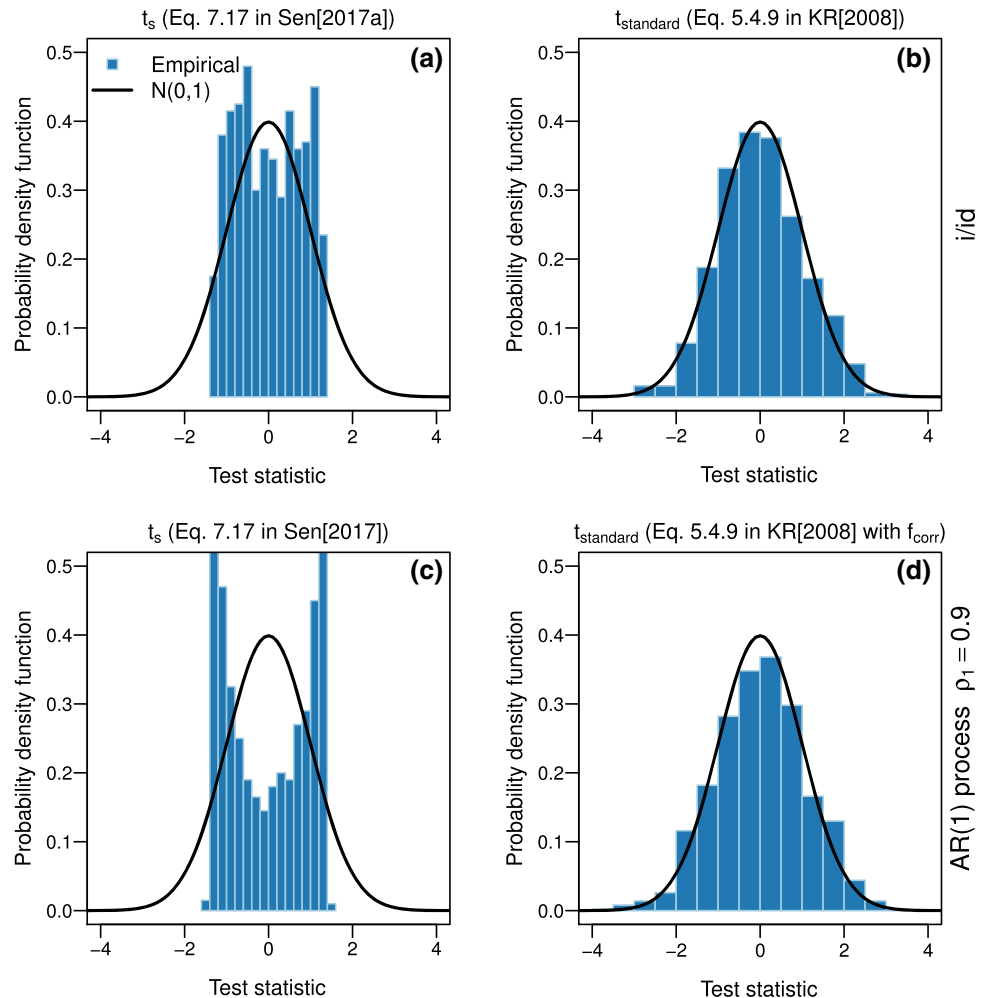 tₛ (Eq. 7.17 in Sen[2017a])
(a)
Empirical
N(0,1)
Probability density function
0.5
0.4
0.3
0.2
0.1
0.0
−4 −2 0 2 4
Test statistic
t_standard (Eq. 5.4.9 in KR[2008])
(b)
Probability density function
0.5
0.4
0.3
0.2
0.1
0.0
−4 −2 0 2 4
Test statistic
i/id
tₛ (Eq. 7.17 in Sen[2017])
(c)
Probability density function
0.5
0.4
0.3
0.2
0.1
0.0
−4 −2 0 2 4
Test statistic
t_standard (Eq. 5.4.9 in KR[2008] with f_corr)
(d)
Probability density function
0.5
0.4
0.3
0.2
0.1
0.0
−4 −2 0 2 4
Test statistic
AR(1) process ρ₁ = 0.9